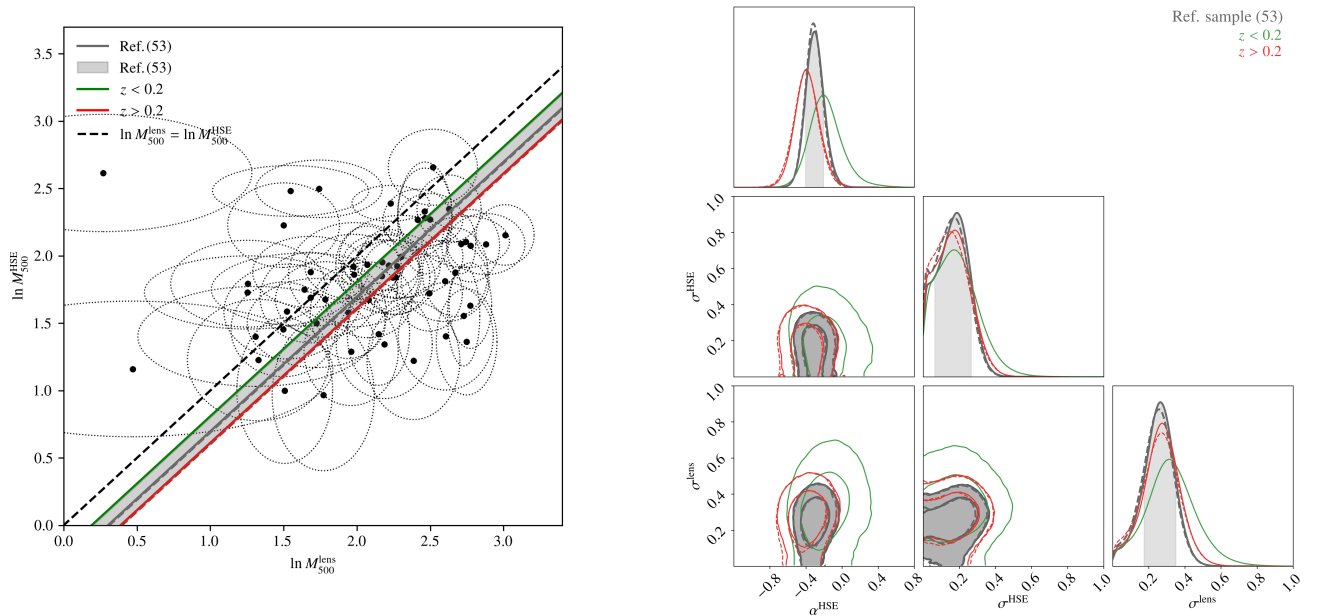 Ref. (53)
Ref. (53)
z < 0.2
z > 0.2
ln M_500^lens = ln M_500^HSE
3.5
3.0
2.5
2.0
1.5
1.0
0.5
0.0
ln M_500^HSE
0.0 0.5 1.0 1.5 2.0 2.5 3.0
ln M_500^lens
Ref. sample (53)
z < 0.2
z > 0.2
1.0
0.8
0.6
0.4
0.2
σ^HSE
1.0
0.8
0.6
0.4
0.2
σ^lens
−0.8 −0.4 0.0 0.8
0.2 0.4 0.6 0.8 1.0
0.2 0.4 0.6 0.8 1.0
α^HSE
σ^HSE
σ^lens